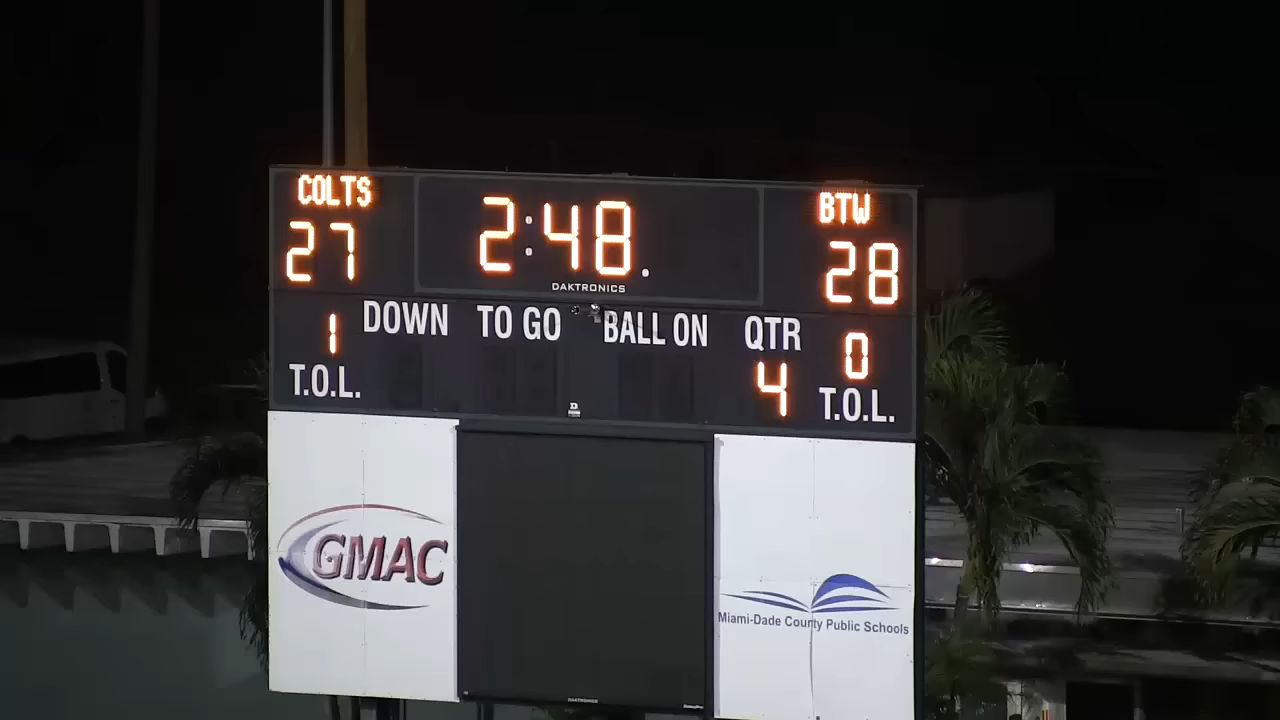 COLTS
2:48.
BTW
27
28
DAKTRONICS
DOWN
TO GO
BALL ON
QTR
1
0
4
T.O.L.
T.O.L.
GMAC
Miami-Dade County Public Schools
DAKTRONICS